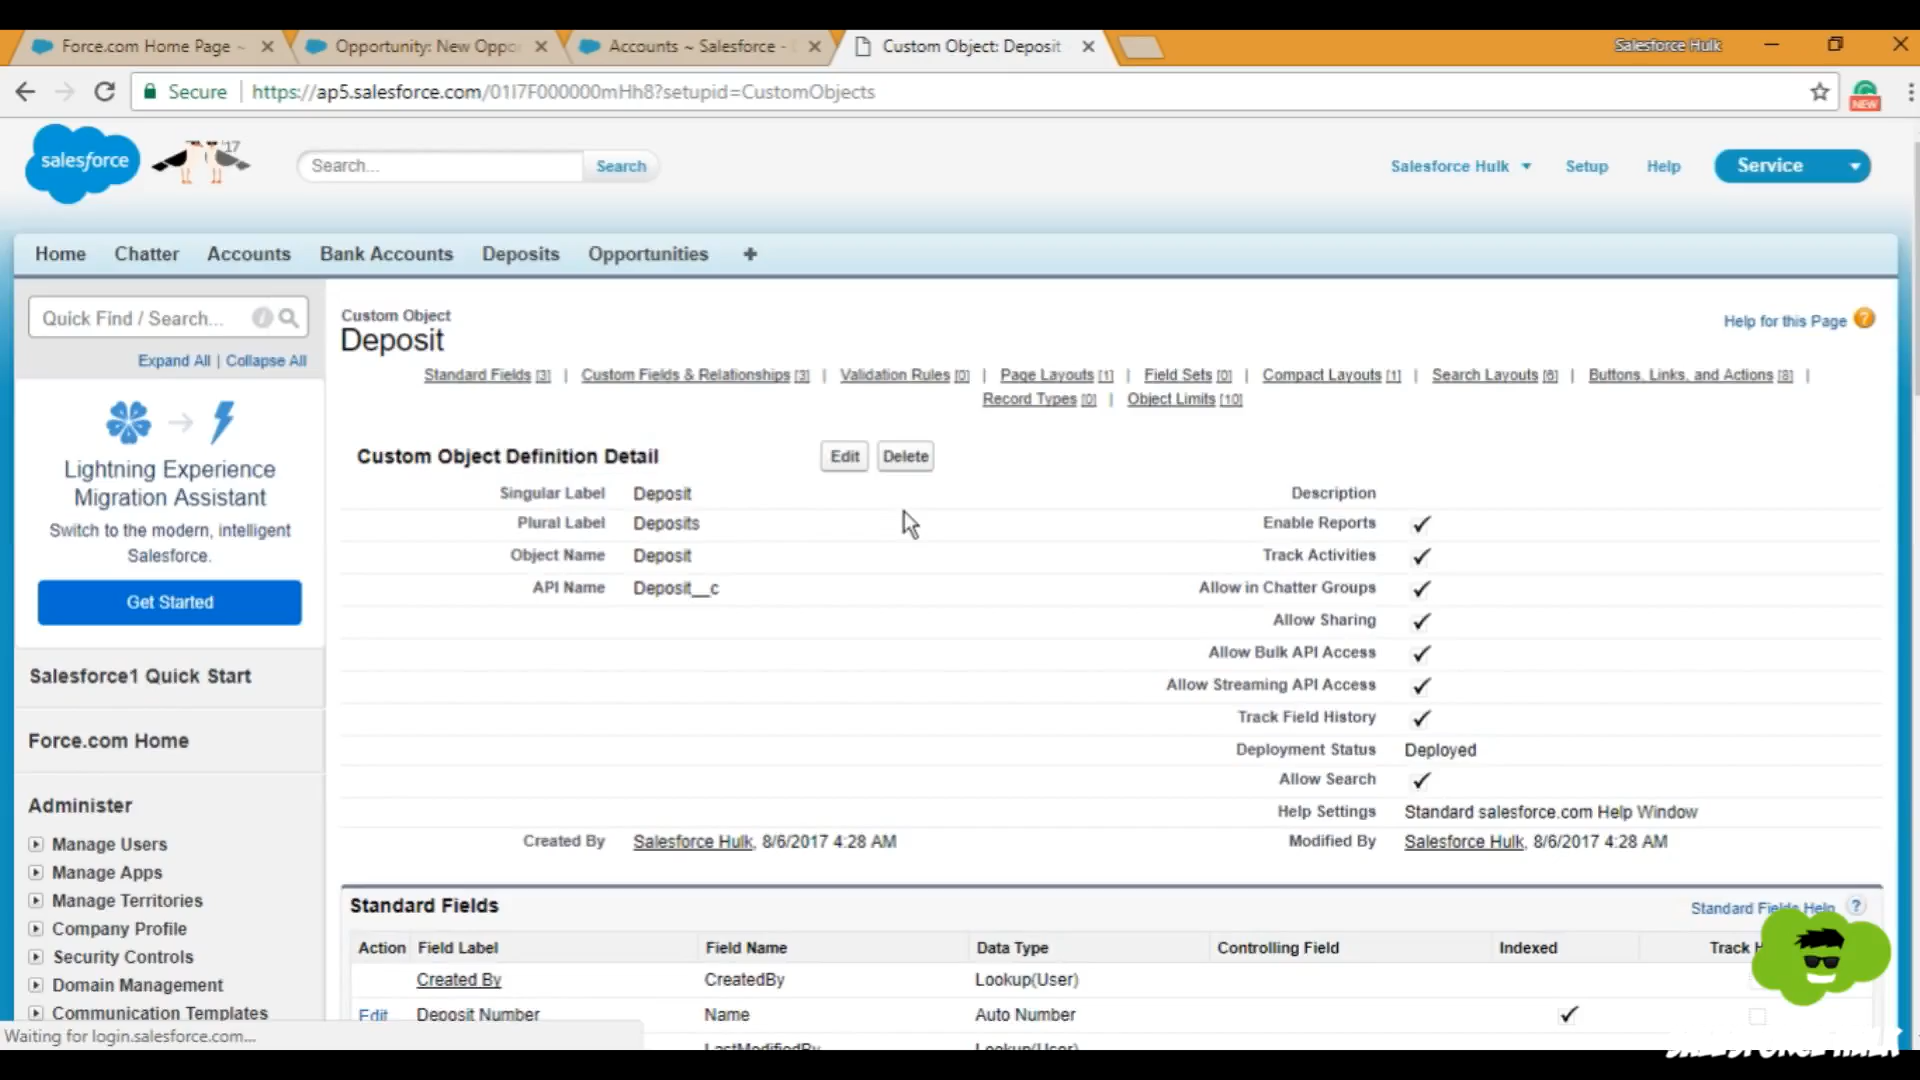 Force.com Home Page ~
Opportunity: New Oppo
Accounts ~ Salesforce -
Custom Object: Deposit
Salesforce Hulk
Secure
https://ap5.salesforce.com/01I7F000000mHh8?setupid=CustomObjects
NEW
salesforce
'17
Search...
Search
Salesforce Hulk
Setup
Help
Service
Home
Chatter
Accounts
Bank Accounts
Deposits
Opportunities
+
Quick Find / Search...
Expand All | Collapse All
Lightning Experience
Migration Assistant
Switch to the modern, intelligent
Salesforce.
Get Started
Salesforce1 Quick Start
Force.com Home
Administer
Manage Users
Manage Apps
Manage Territories
Company Profile
Security Controls
Domain Management
Communication Templates
Waiting for login.salesforce.com...
Custom Object
Deposit
Help for this Page ?
Standard Fields [3] | Custom Fields & Relationships [3] | Validation Rules [0] | Page Layouts [1] | Field Sets [0] | Compact Layouts [1] | Search Layouts [6] | Buttons, Links, and Actions [8] |
Record Types [0] | Object Limits [10]
Custom Object Definition Detail
Edit
Delete
Singular Label Deposit Description
Plural Label Deposits Enable Reports ✓
Object Name Deposit Track Activities ✓
API Name Deposit__c Allow in Chatter Groups ✓
Allow Sharing ✓
Allow Bulk API Access ✓
Allow Streaming API Access ✓
Track Field History ✓
Deployment Status Deployed
Allow Search ✓
Help Settings Standard salesforce.com Help Window
Created By Salesforce Hulk, 8/6/2017 4:28 AM Modified By Salesforce Hulk, 8/6/2017 4:28 AM
Standard Fields
Standard Fields Help ?
Action Field Label Field Name Data Type Controlling Field Indexed Track H
Created By CreatedBy Lookup(User)
Edit Deposit Number Name Auto Number ✓
LastModifiedBy Lookup(User)
SALESFORCE HULK